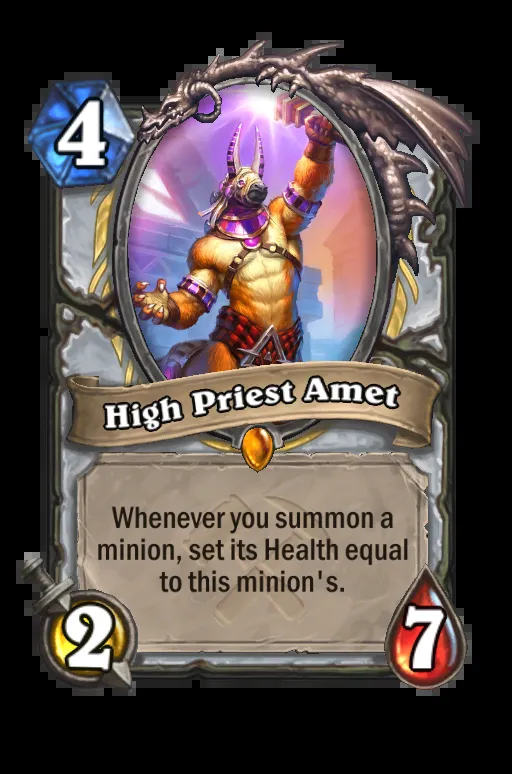 4
High Priest Amet
Whenever you summon a
minion, set its Health equal
to this minion's.
2
7